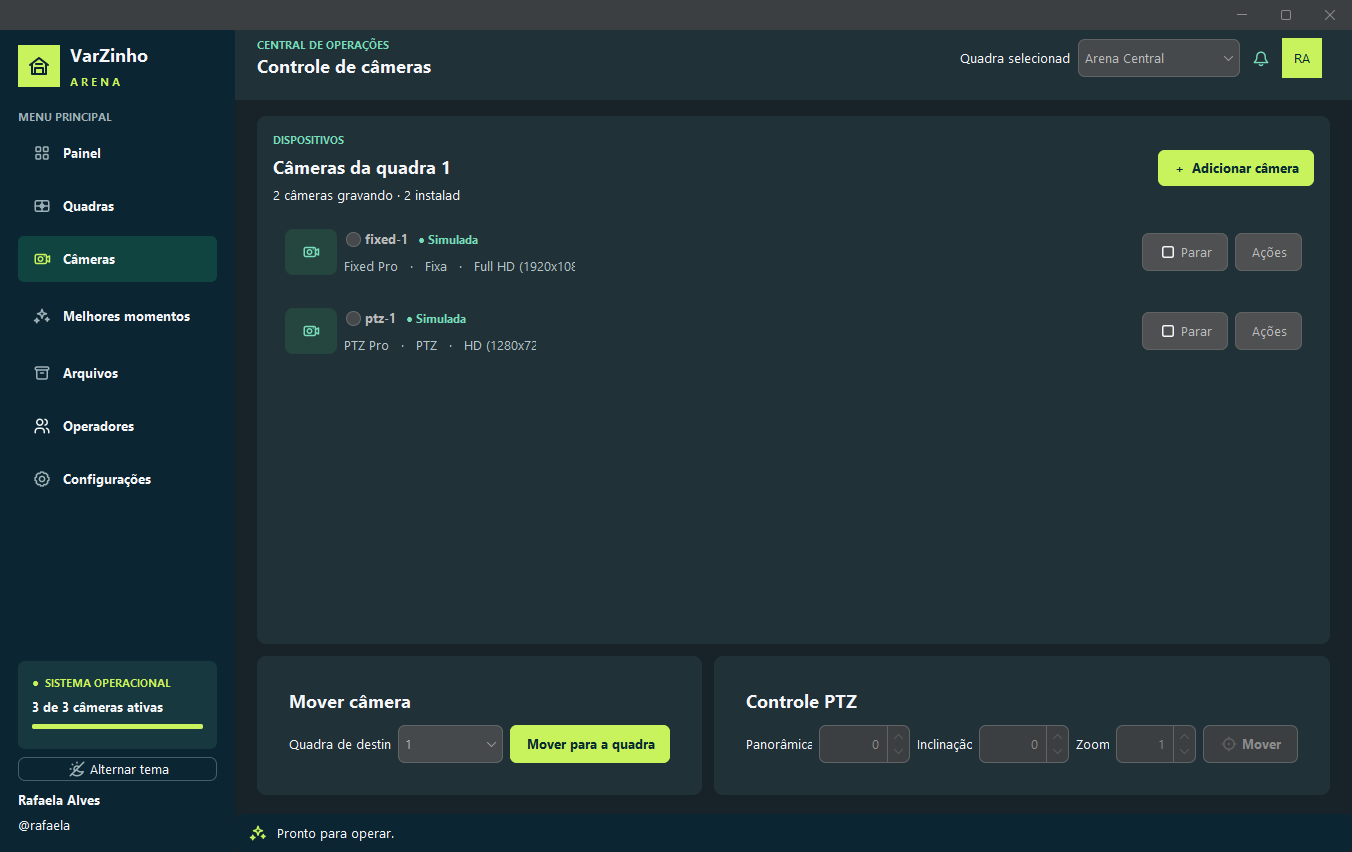 VarZinho
ARENA
MENU PRINCIPAL
Painel
Quadras
Câmeras
Melhores momentos
Arquivos
Operadores
Configurações
● SISTEMA OPERACIONAL
3 de 3 câmeras ativas
Alternar tema
Rafaela Alves
@rafaela
CENTRAL DE OPERAÇÕES
Controle de câmeras
Quadra selecionad
Arena Central
RA
DISPOSITIVOS
Câmeras da quadra 1
2 câmeras gravando · 2 instalad
+ Adicionar câmera
fixed-1 ● Simulada
Fixed Pro · Fixa · Full HD (1920x108
Parar
Ações
ptz-1 ● Simulada
PTZ Pro · PTZ · HD (1280x72
Parar
Ações
Mover câmera
Quadra de destin
1
Mover para a quadra
Controle PTZ
Panorâmica
0
Inclinação
0
Zoom
1
Mover
Pronto para operar.